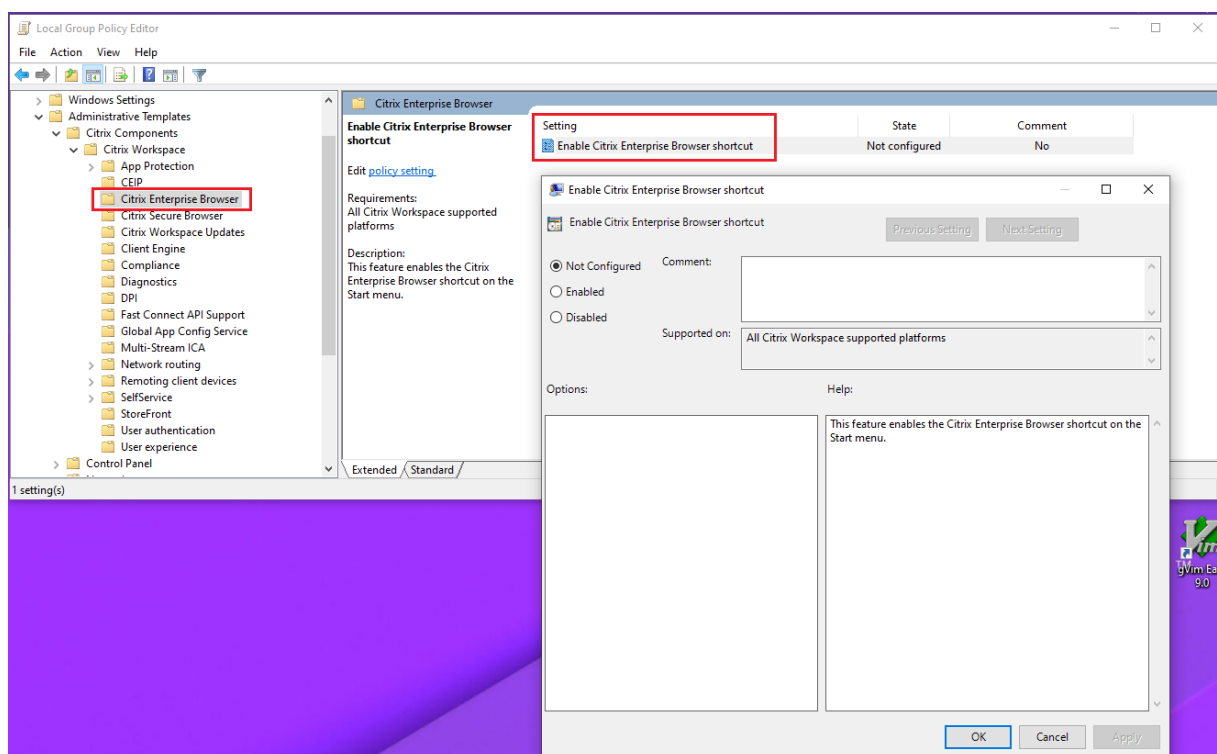 Local Group Policy Editor
File Action View Help
Windows Settings
Administrative Templates
Citrix Components
Citrix Workspace
App Protection
CEIP
Citrix Enterprise Browser
Citrix Secure Browser
Citrix Workspace Updates
Client Engine
Compliance
Diagnostics
DPI
Fast Connect API Support
Global App Config Service
Multi-Stream ICA
Network routing
Remoting client devices
SelfService
StoreFront
User authentication
User experience
Control Panel
1 setting(s)
Citrix Enterprise Browser
Enable Citrix Enterprise Browser
shortcut
Edit policy setting
Requirements:
All Citrix Workspace supported
platforms
Description:
This feature enables the Citrix
Enterprise Browser shortcut on the
Start menu.
Extended Standard
Setting State Comment
Enable Citrix Enterprise Browser shortcut Not configured No
Enable Citrix Enterprise Browser shortcut
Enable Citrix Enterprise Browser shortcut
Previous Setting Next Setting
Not Configured
Enabled
Disabled
Comment:
Supported on:
All Citrix Workspace supported platforms
Options:
Help:
This feature enables the Citrix Enterprise Browser shortcut on the
Start menu.
OK Cancel Apply
Vim
gVim Ea
9.0